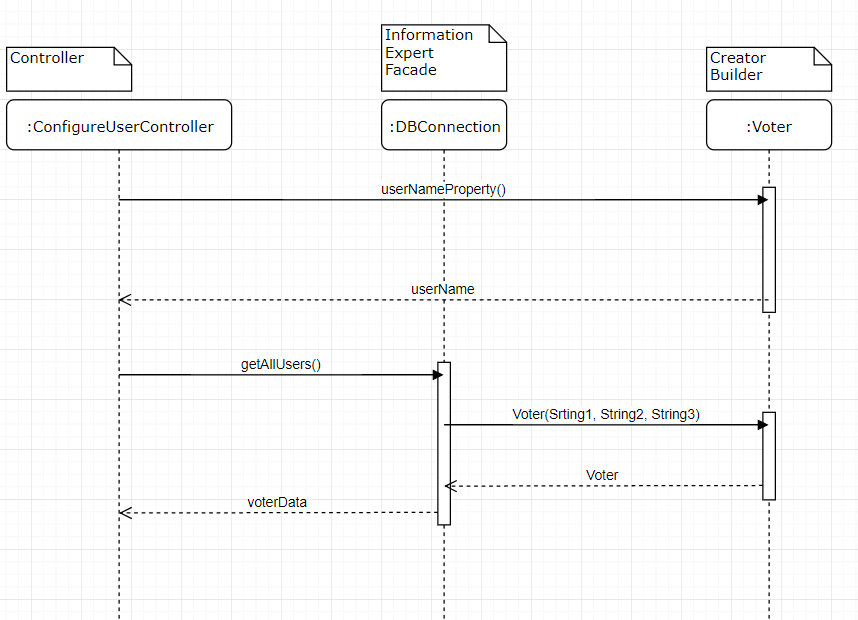 Controller
Information
Expert
Facade
Creator
Builder
:ConfigureUserController
:DBConnection
:Voter
userNameProperty()
userName
getAllUsers()
Voter(Srting1, String2, String3)
Voter
voterData